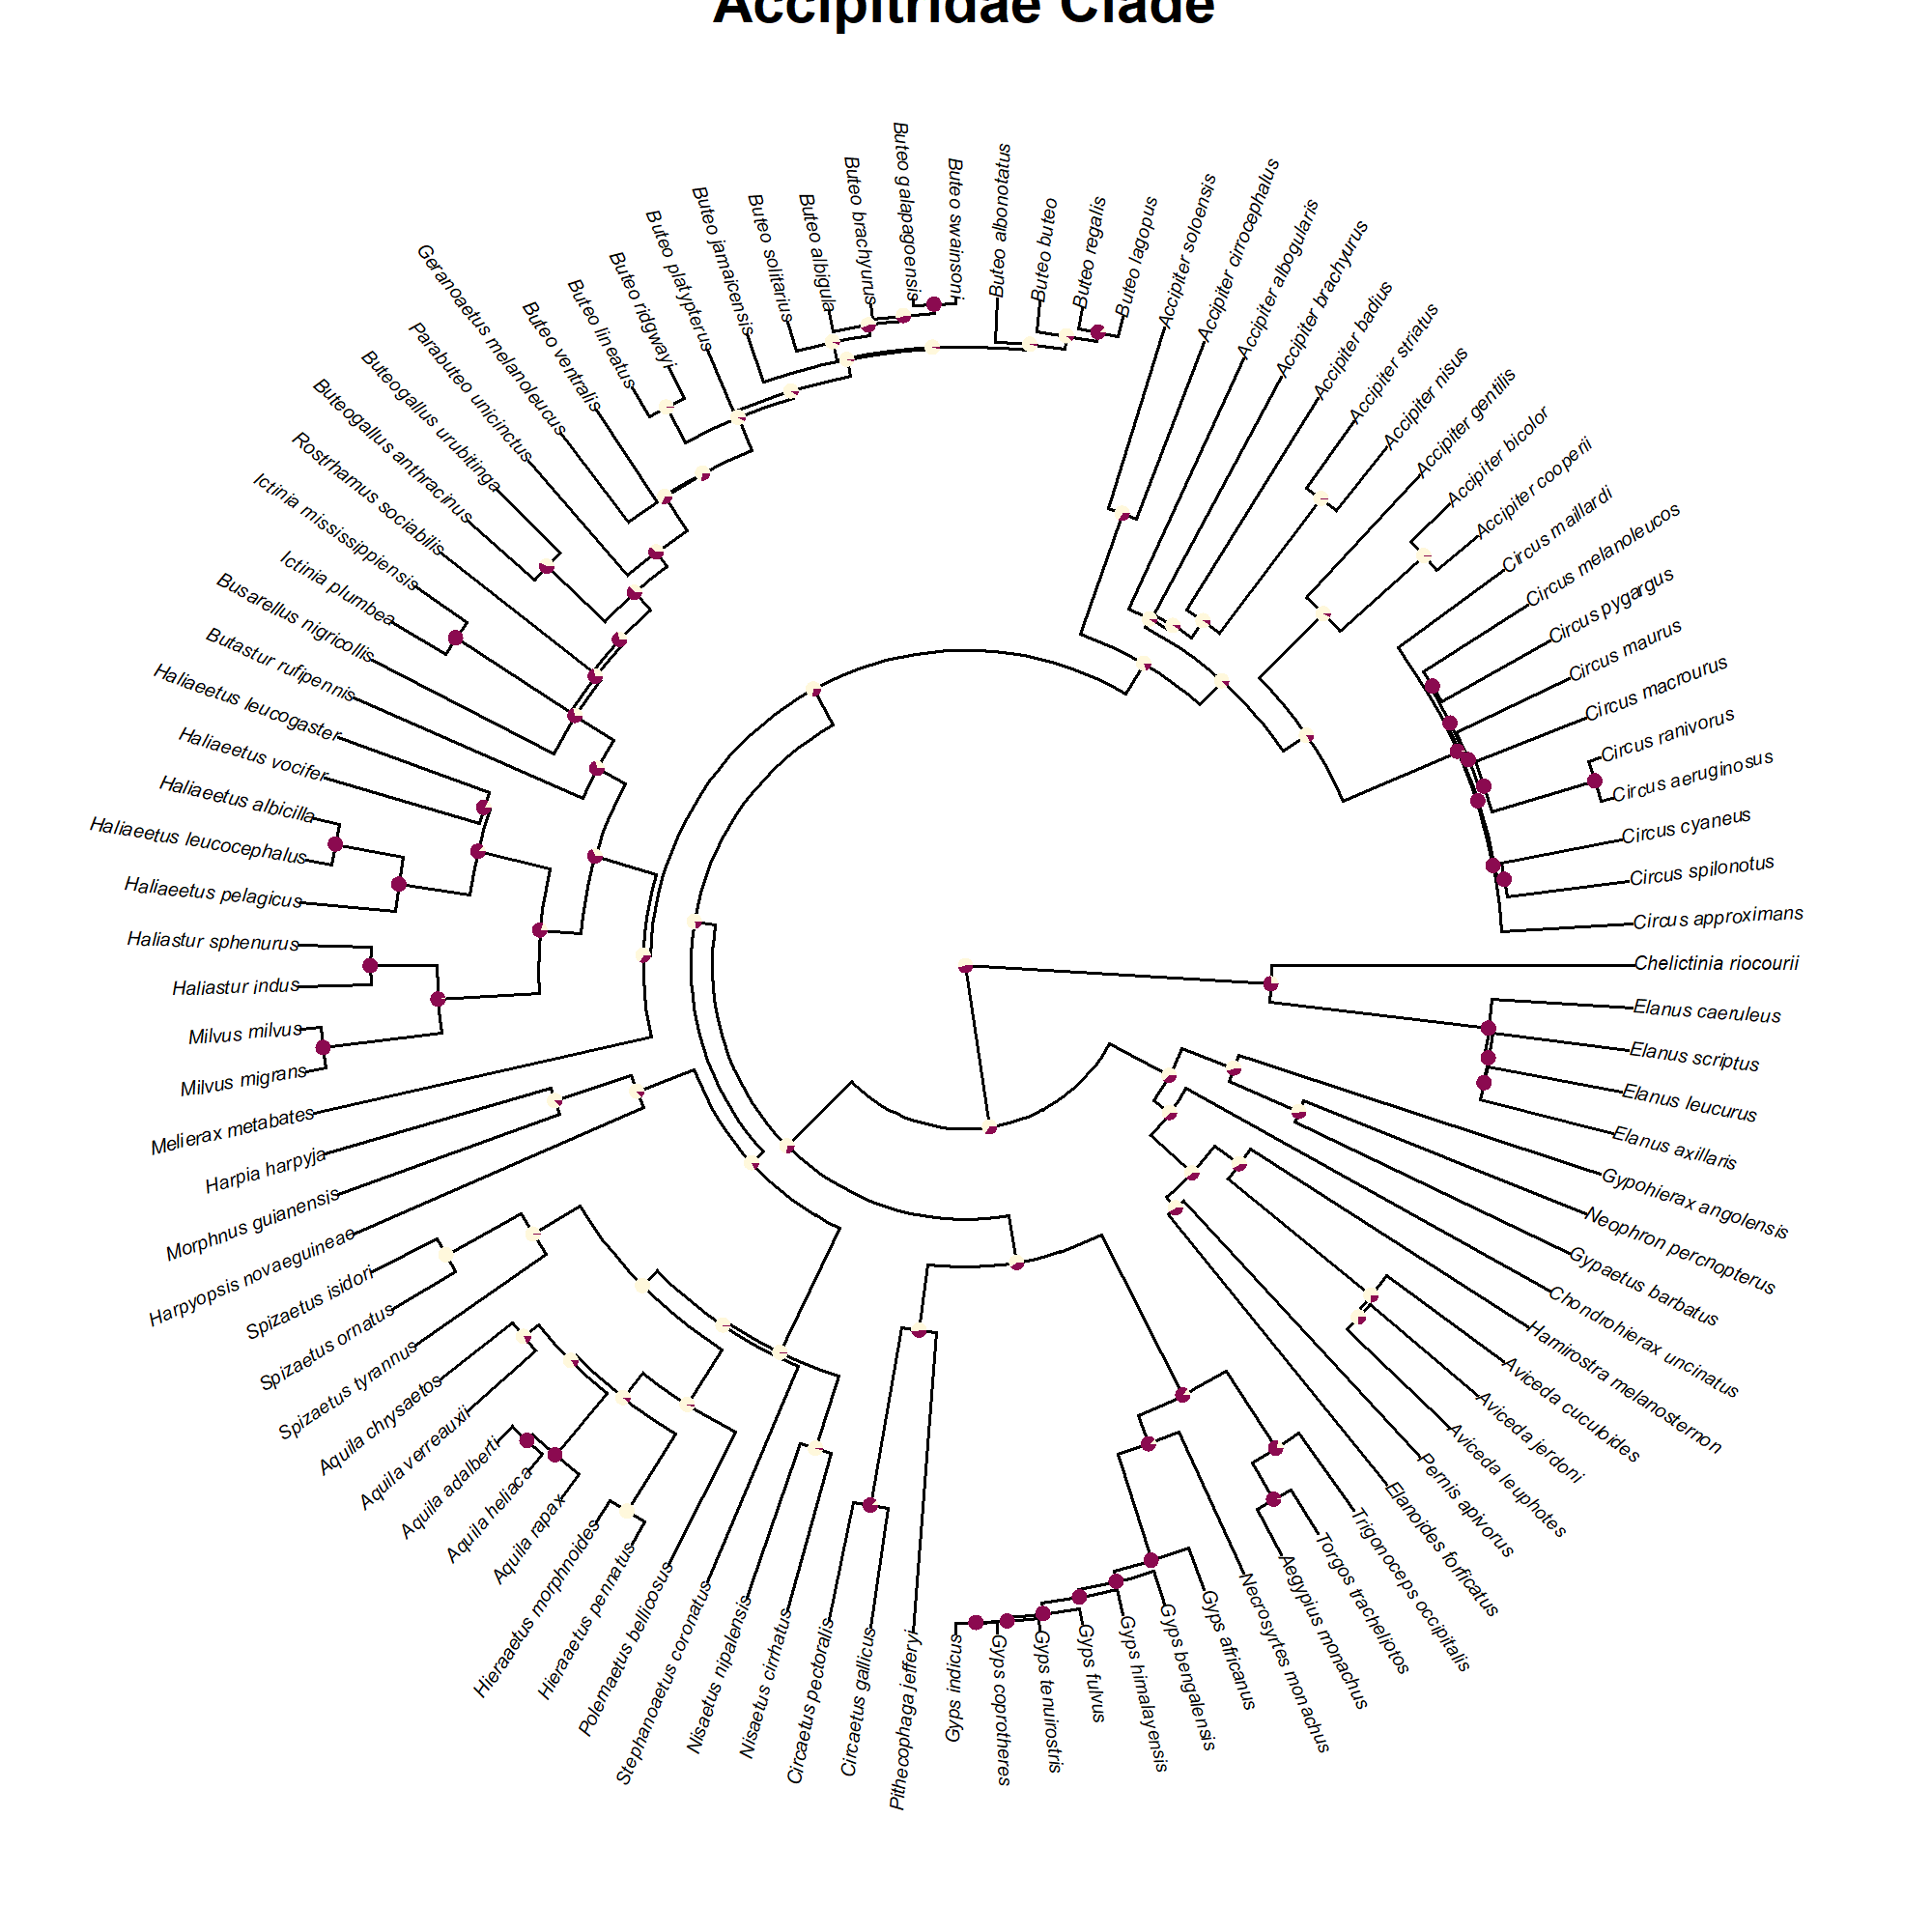 Accipitridae Clade
Buteo galapagoensis
Buteo swainsoni
Buteo albonotatus
Buteo buteo
Buteo regalis
Buteo lagopus
Accipiter soloensis
Accipiter cirrocephalus
Accipiter albogularis
Accipiter brachyurus
Accipiter badius
Accipiter striatus
Accipiter nisus
Accipiter gentilis
Accipiter bicolor
Accipiter cooperii
Circus maillardi
Circus melanoleucos
Circus pygargus
Circus maurus
Circus macrourus
Circus ranivorus
Circus aeruginosus
Circus cyaneus
Circus spilonotus
Circus approximans
Chelictinia riocourii
Elanus caeruleus
Elanus scriptus
Elanus leucurus
Elanus axillaris
Gypohierax angolensis
Neophron percnopterus
Gypaetus barbatus
Chondrohierax uncinatus
Hamirostra melanosternon
Aviceda cuculoides
Aviceda jerdoni
Aviceda leuphotes
Pernis apivorus
Elanoides forficatus
Trigonoceps occipitalis
Torgos tracheliotos
Aegypius monachus
Necrosyrtes monachus
Gyps africanus
Gyps bengalensis
Gyps himalayensis
Gyps fulvus
Gyps tenuirostris
Gyps coprotheres
Gyps indicus
Pithecophaga jefferyi
Circaetus gallicus
Circaetus pectoralis
Nisaetus cirrhatus
Nisaetus nipalensis
Stephanoaetus coronatus
Polemaetus bellicosus
Hieraaetus pennatus
Hieraaetus morphnoides
Aquila rapax
Aquila heliaca
Aquila adalberti
Aquila verreauxii
Aquila chrysaetos
Spizaetus tyrannus
Spizaetus ornatus
Spizaetus isidori
Harpyopsis novaeguineae
Morphnus guianensis
Harpia harpyja
Melierax metabates
Milvus migrans
Milvus milvus
Haliastur indus
Haliastur sphenurus
Haliaeetus pelagicus
Haliaeetus leucocephalus
Haliaeetus albicilla
Haliaeetus vocifer
Haliaeetus leucogaster
Butastur rufipennis
Busarellus nigricollis
Ictinia plumbea
Ictinia mississippiensis
Rostrhamus sociabilis
Buteogallus anthracinus
Buteogallus urubitinga
Parabuteo unicinctus
Geranoaetus melanoleucus
Buteo ventralis
Buteo lineatus
Buteo ridgwayi
Buteo platypterus
Buteo jamaicensis
Buteo solitarius
Buteo albigula
Buteo brachyurus